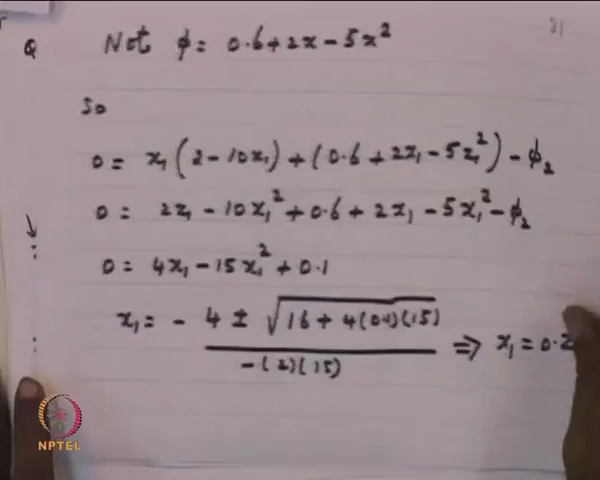 Q Not φ = 0.6 + 2x - 5x²
So
0 = x₁ (2 - 10x₁) + (0.6 + 2x₁ - 5x₁²) - φ₂
0 = 2x₁ - 10x₁² + 0.6 + 2x₁ - 5x₁² - φ₂
0 = 4x₁ - 15x₁² + 0.1
x₁ = - 4 ± √16 + 4(0.1)(15) / -(2)(15) ⇒ x₁ = 0.2
NPTEL